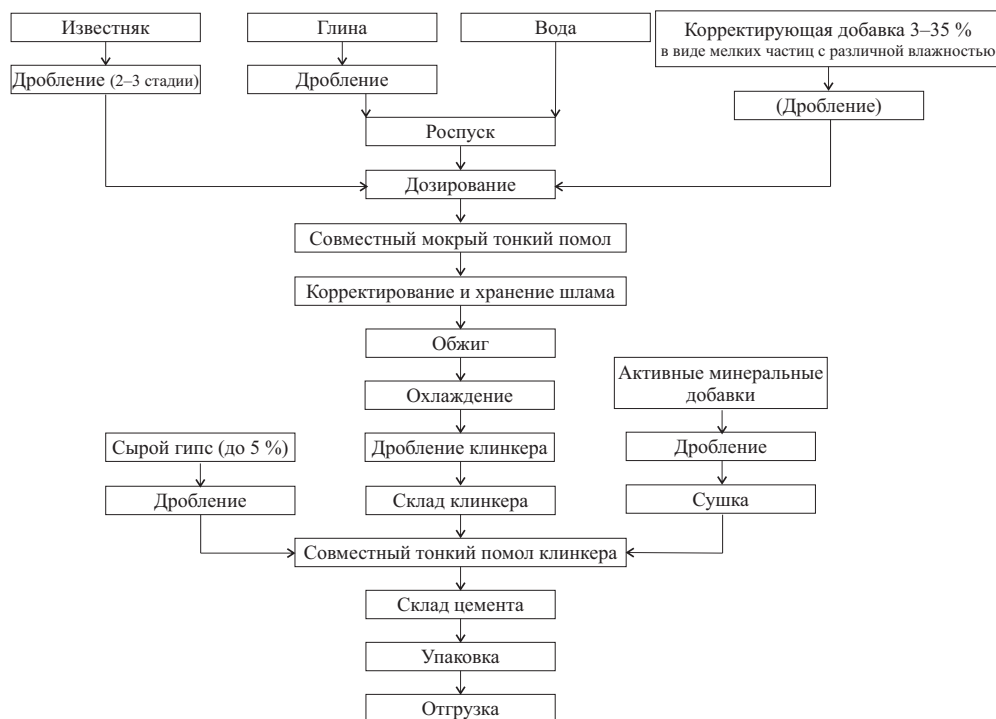 Известняк
Глина
Вода
Корректирующая добавка 3–35 %
в виде мелких частиц с различной влажностью
Дробление (2–3 стадии)
Дробление
(Дробление)
Роспуск
Дозирование
Совместный мокрый тонкий помол
Корректирование и хранение шлама
Обжиг
Активные минеральные
добавки
Охлаждение
Сырой гипс (до 5 %)
Дробление клинкера
Дробление
Дробление
Склад клинкера
Сушка
Совместный тонкий помол клинкера
Склад цемента
Упаковка
Отгрузка